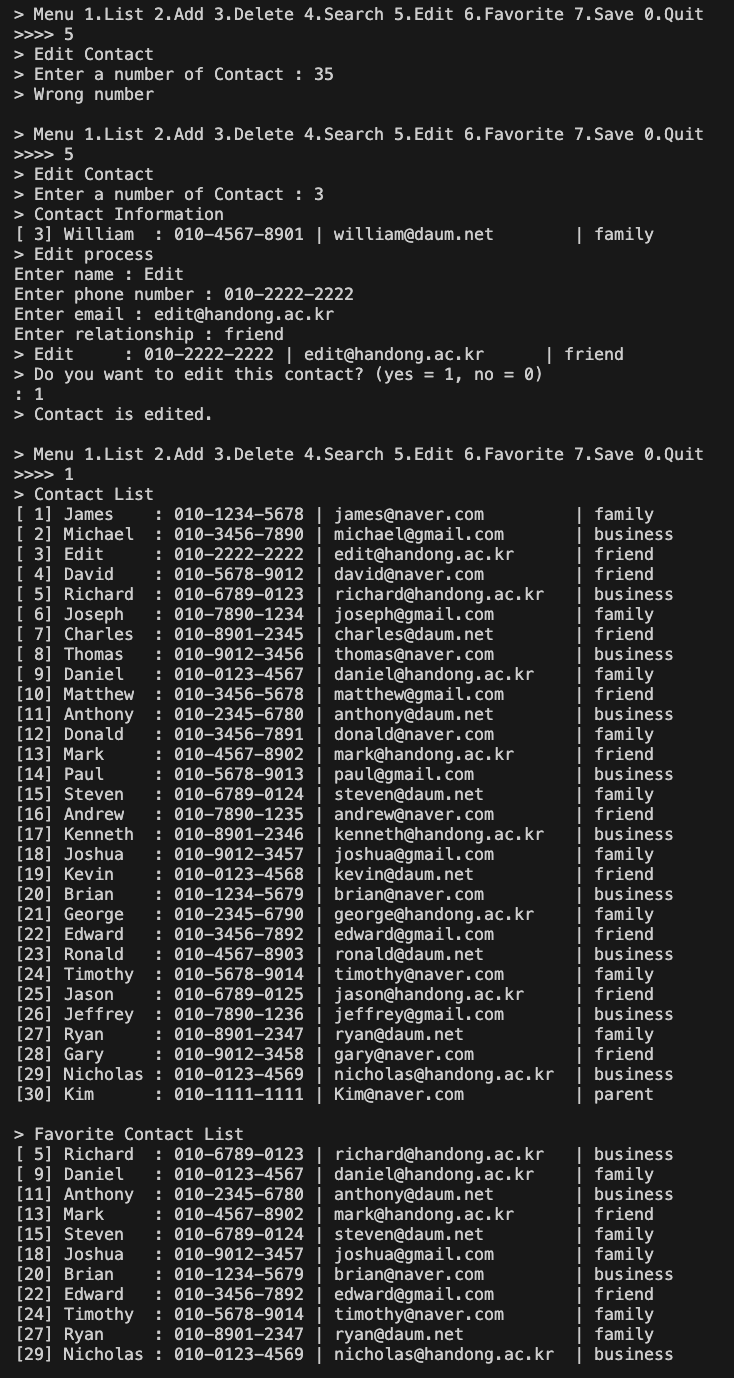 > Menu 1.List 2.Add 3.Delete 4.Search 5.Edit 6.Favorite 7.Save 0.Quit
>>>> 5
> Edit Contact
> Enter a number of Contact : 35
> Wrong number

> Menu 1.List 2.Add 3.Delete 4.Search 5.Edit 6.Favorite 7.Save 0.Quit
>>>> 5
> Edit Contact
> Enter a number of Contact : 3
> Contact Information
[ 3] William  : 010-4567-8901 | william@daum.net        | family
> Edit process
Enter name : Edit
Enter phone number : 010-2222-2222
Enter email : edit@handong.ac.kr
Enter relationship : friend
> Edit     : 010-2222-2222 | edit@handong.ac.kr      | friend
> Do you want to edit this contact? (yes = 1, no = 0)
: 1
> Contact is edited.

> Menu 1.List 2.Add 3.Delete 4.Search 5.Edit 6.Favorite 7.Save 0.Quit
>>>> 1
> Contact List
[ 1] James    : 010-1234-5678 | james@naver.com         | family
[ 2] Michael  : 010-3456-7890 | michael@gmail.com       | business
[ 3] Edit     : 010-2222-2222 | edit@handong.ac.kr      | friend
[ 4] David    : 010-5678-9012 | david@naver.com         | friend
[ 5] Richard  : 010-6789-0123 | richard@handong.ac.kr   | business
[ 6] Joseph   : 010-7890-1234 | joseph@gmail.com        | family
[ 7] Charles  : 010-8901-2345 | charles@daum.net        | friend
[ 8] Thomas   : 010-9012-3456 | thomas@naver.com        | business
[ 9] Daniel   : 010-0123-4567 | daniel@handong.ac.kr    | family
[10] Matthew  : 010-3456-5678 | matthew@gmail.com       | friend
[11] Anthony  : 010-2345-6780 | anthony@daum.net        | business
[12] Donald   : 010-3456-7891 | donald@naver.com        | family
[13] Mark     : 010-4567-8902 | mark@handong.ac.kr      | friend
[14] Paul     : 010-5678-9013 | paul@gmail.com          | business
[15] Steven   : 010-6789-0124 | steven@daum.net         | family
[16] Andrew   : 010-7890-1235 | andrew@naver.com        | friend
[17] Kenneth  : 010-8901-2346 | kenneth@handong.ac.kr   | business
[18] Joshua   : 010-9012-3457 | joshua@gmail.com        | family
[19] Kevin    : 010-0123-4568 | kevin@daum.net          | friend
[20] Brian    : 010-1234-5679 | brian@naver.com         | business
[21] George   : 010-2345-6790 | george@handong.ac.kr    | family
[22] Edward   : 010-3456-7892 | edward@gmail.com        | friend
[23] Ronald   : 010-4567-8903 | ronald@daum.net         | business
[24] Timothy  : 010-5678-9014 | timothy@naver.com       | family
[25] Jason    : 010-6789-0125 | jason@handong.ac.kr     | friend
[26] Jeffrey  : 010-7890-1236 | jeffrey@gmail.com       | business
[27] Ryan     : 010-8901-2347 | ryan@daum.net           | family
[28] Gary     : 010-9012-3458 | gary@naver.com          | friend
[29] Nicholas : 010-0123-4569 | nicholas@handong.ac.kr  | business
[30] Kim      : 010-1111-1111 | Kim@naver.com           | parent

> Favorite Contact List
[ 5] Richard  : 010-6789-0123 | richard@handong.ac.kr   | business
[ 9] Daniel   : 010-0123-4567 | daniel@handong.ac.kr    | family
[11] Anthony  : 010-2345-6780 | anthony@daum.net        | business
[13] Mark     : 010-4567-8902 | mark@handong.ac.kr      | friend
[15] Steven   : 010-6789-0124 | steven@daum.net         | family
[18] Joshua   : 010-9012-3457 | joshua@gmail.com        | family
[20] Brian    : 010-1234-5679 | brian@naver.com         | business
[22] Edward   : 010-3456-7892 | edward@gmail.com        | friend
[24] Timothy  : 010-5678-9014 | timothy@naver.com       | family
[27] Ryan     : 010-8901-2347 | ryan@daum.net           | family
[29] Nicholas : 010-0123-4569 | nicholas@handong.ac.kr  | business